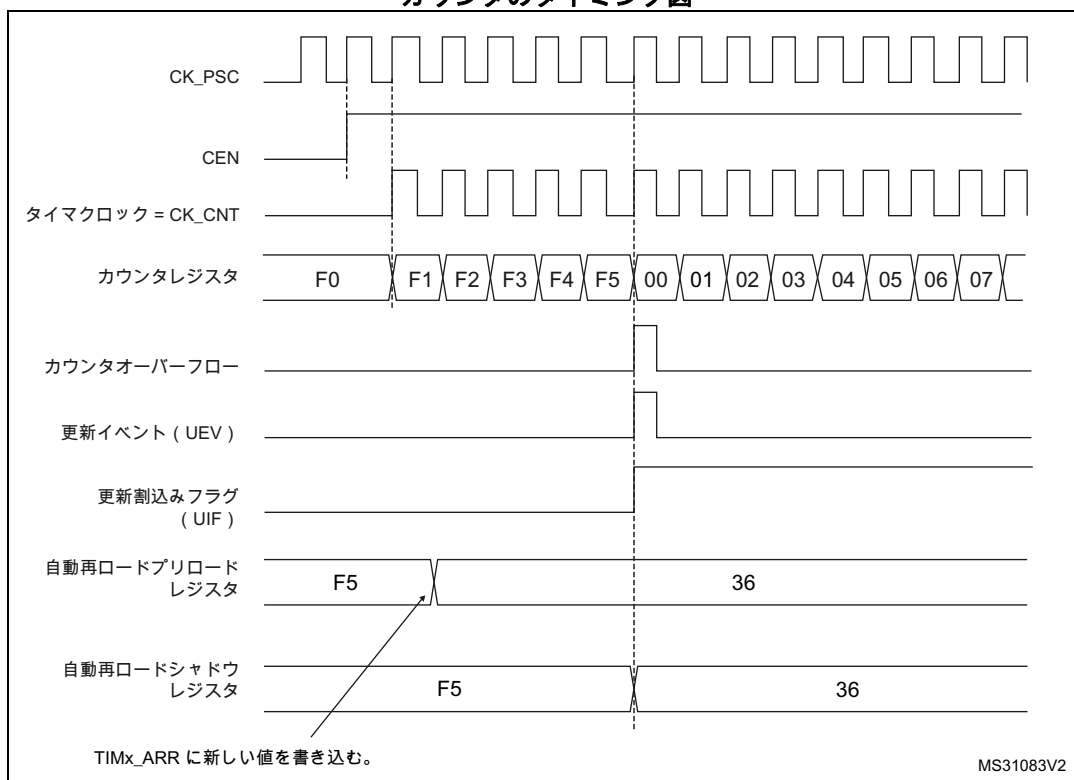 カウンタのタイミング図
CK_PSC
CEN
タイマクロック = CK_CNT
カウンタレジスタ F0 F1 F2 F3 F4 F5 00 01 02 03 04 05 06 07
カウンタオーバーフロー
更新イベント ( UEV )
更新割込みフラグ
( UIF )
自動再ロードプリロード
レジスタ
F5 36
自動再ロードシャドウ
レジスタ
F5 36
TIMx_ARR に新しい値を書き込む。
MS31083V2